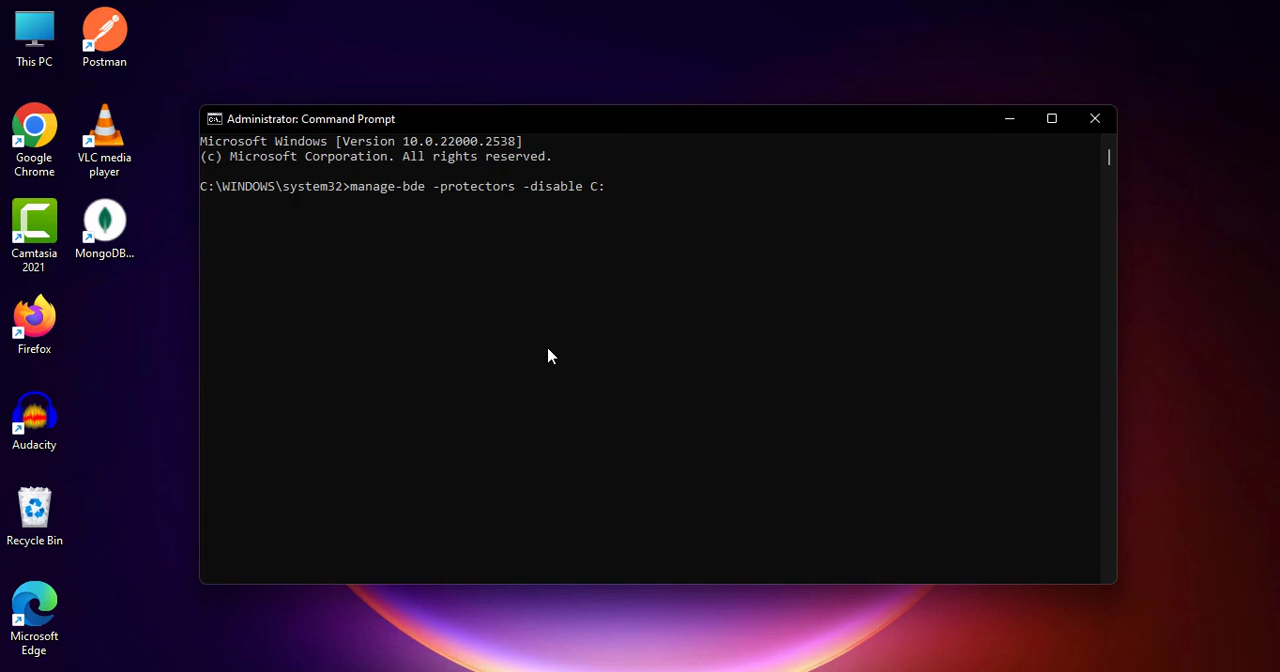 This PC
Postman
Google
Chrome
VLC media
player
Camtasia
2021
MongoDB...
Firefox
Audacity
Recycle Bin
Microsoft
Edge
C:\.
Administrator: Command Prompt
Microsoft Windows [Version 10.0.22000.2538]
(c) Microsoft Corporation. All rights reserved.
C:\WINDOWS\system32>manage-bde -protectors -disable C: